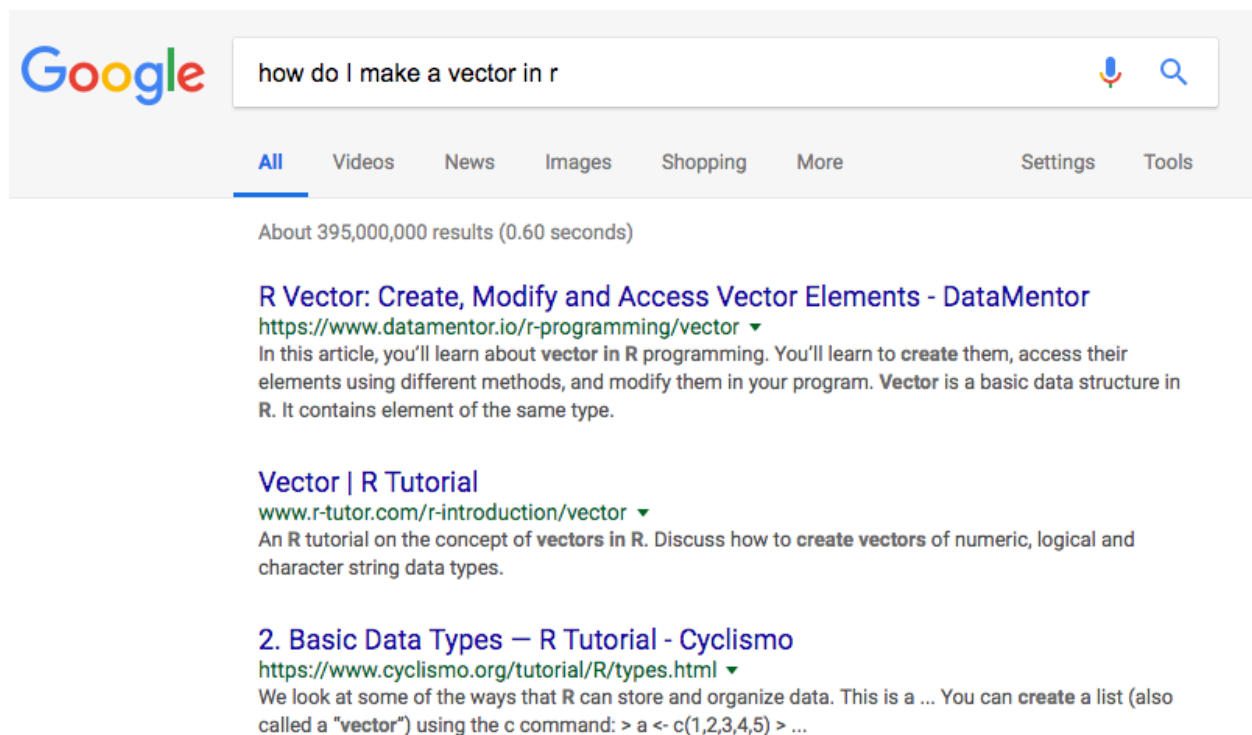 Google how do I make a vector in r
All Videos News Images Shopping More Settings Tools
About 395,000,000 results (0.60 seconds)
R Vector: Create, Modify and Access Vector Elements - DataMentor
https://www.datamentor.io/r-programming/vector
In this article, you'll learn about vector in R programming. You'll learn to create them, access their
elements using different methods, and modify them in your program. Vector is a basic data structure in
R. It contains element of the same type.
Vector | R Tutorial
www.r-tutor.com/r-introduction/vector
An R tutorial on the concept of vectors in R. Discuss how to create vectors of numeric, logical and
character string data types.
2. Basic Data Types — R Tutorial - Cyclismo
https://www.cyclismo.org/tutorial/R/types.html
We look at some of the ways that R can store and organize data. This is a ... You can create a list (also
called a "vector") using the c command: > a <- c(1,2,3,4,5) > ...